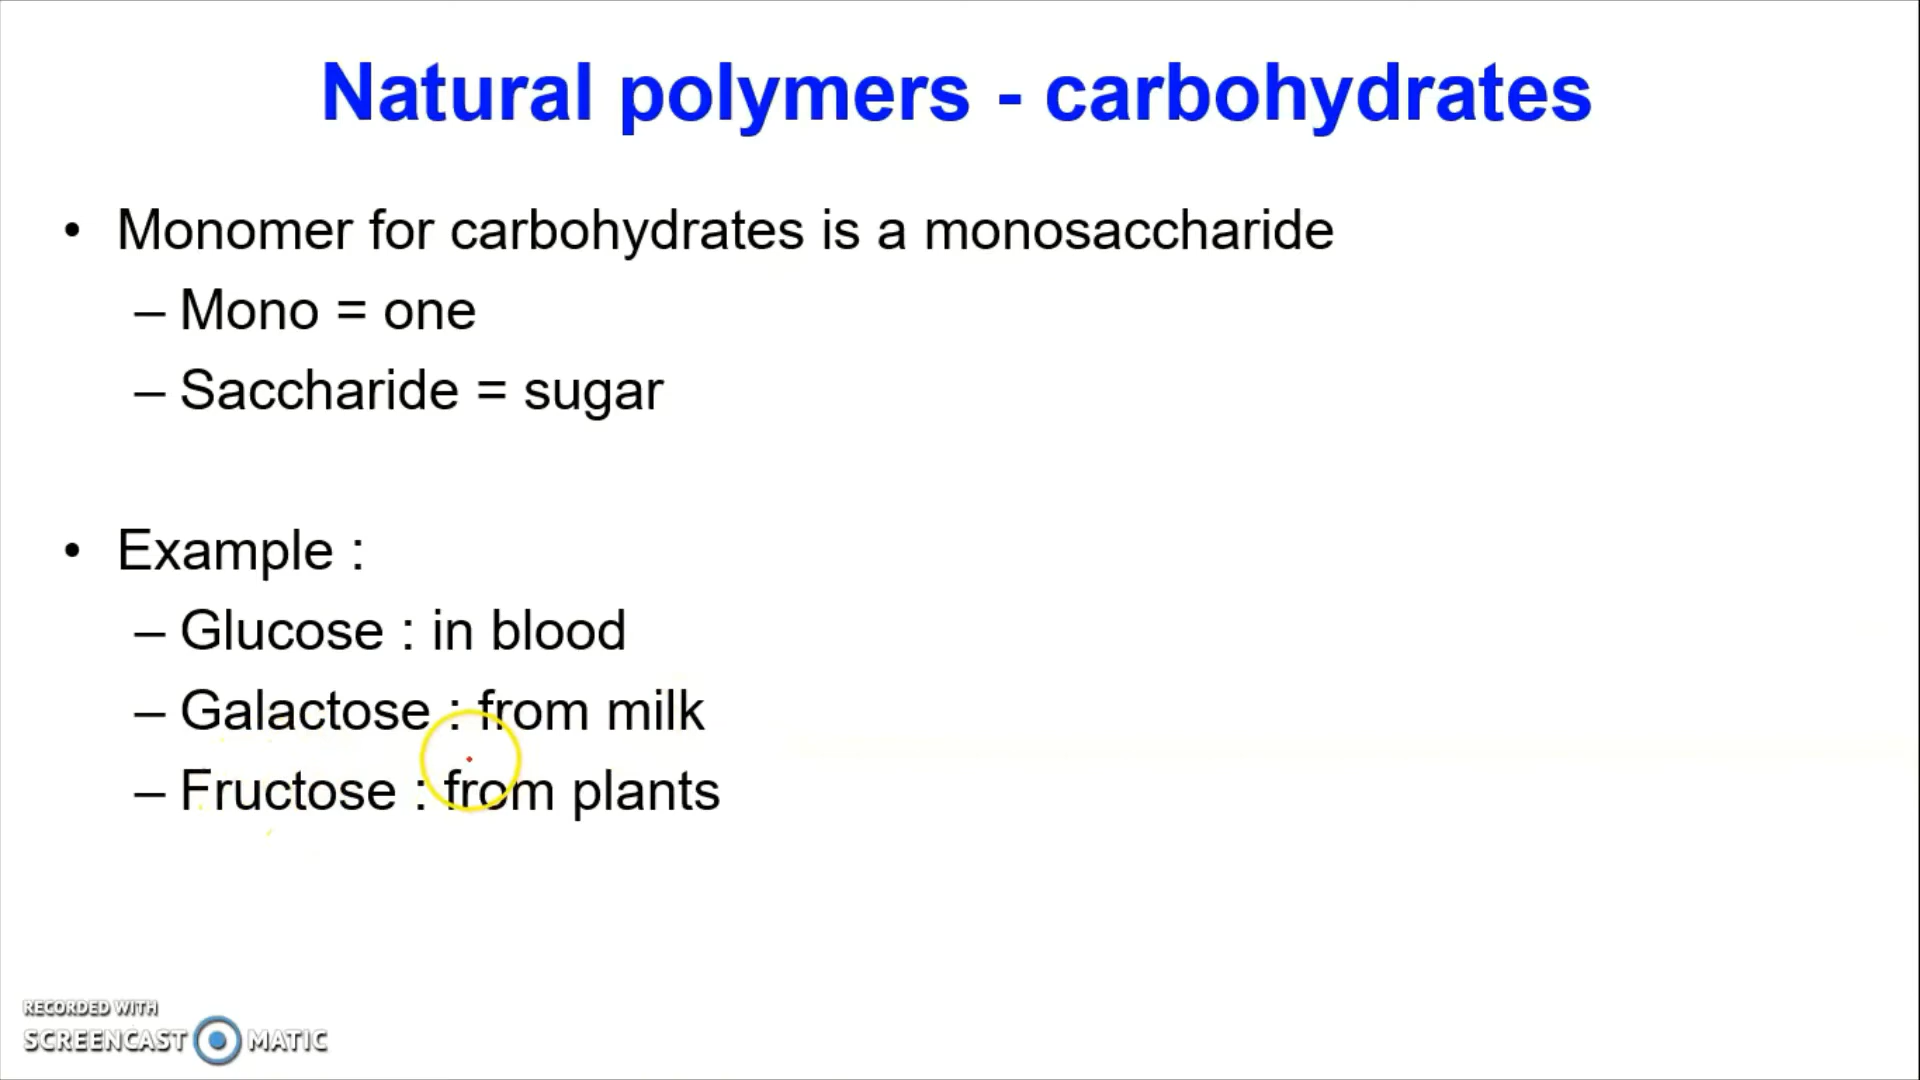 Natural polymers - carbohydrates
• Monomer for carbohydrates is a monosaccharide
– Mono = one
– Saccharide = sugar
• Example :
– Glucose : in blood
– Galactose : from milk
– Fructose : from plants
RECORDED WITH
SCREENCAST MATIC